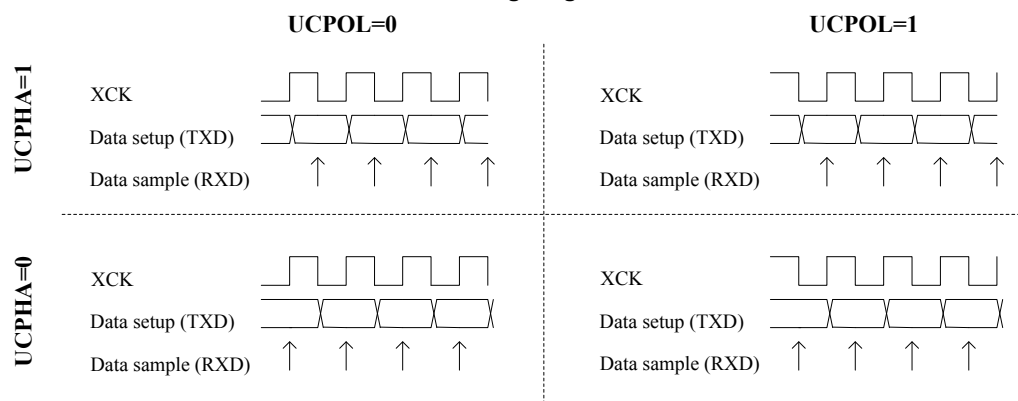 UCPOL=0 UCPOL=1
UCPHA=1
XCK XCK
Data setup (TXD) Data setup (TXD)
Data sample (RXD) Data sample (RXD)
UCPHA=0
XCK XCK
Data setup (TXD) Data setup (TXD)
Data sample (RXD) Data sample (RXD)